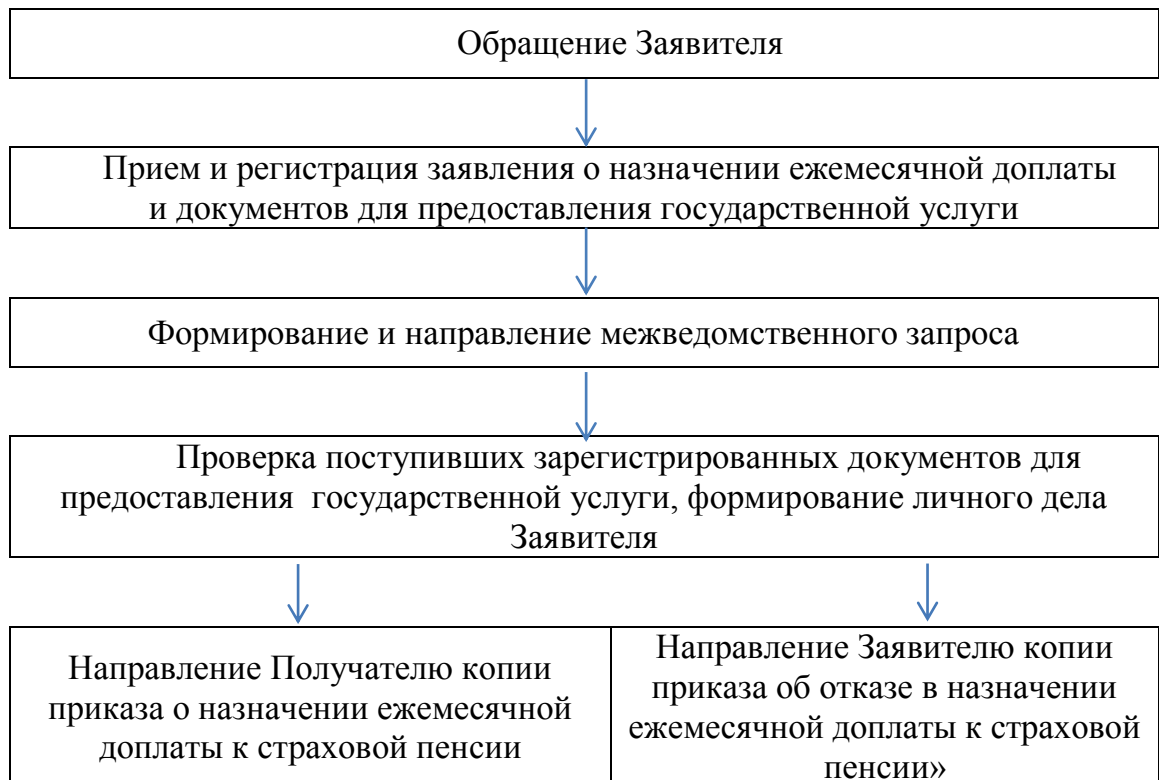 Обращение Заявителя
Прием и регистрация заявления о назначении ежемесячной доплаты
и документов для предоставления государственной услуги
Формирование и направление межведомственного запроса
Проверка поступивших зарегистрированных документов для
предоставления государственной услуги, формирование личного дела
Заявителя
Направление Получателю копии
приказа о назначении ежемесячной
доплаты к страховой пенсии
Направление Заявителю копии
приказа об отказе в назначении
ежемесячной доплаты к страховой
пенсии»